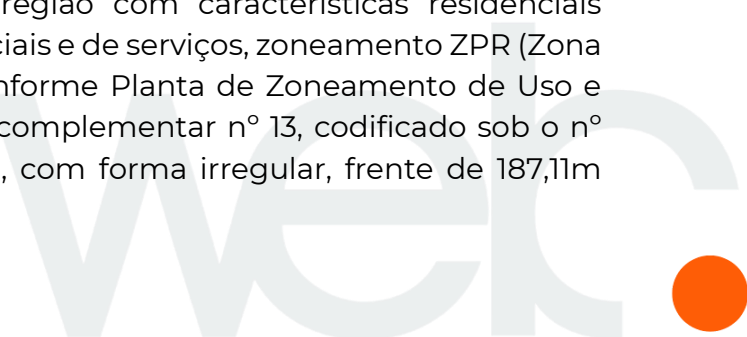 região com características residenciais
ciais e de serviços, zoneamento ZPR (Zona
nforme Planta de Zoneamento de Uso e
complementar nº 13, codificado sob o nº
, com forma irregular, frente de 187,11m
web.